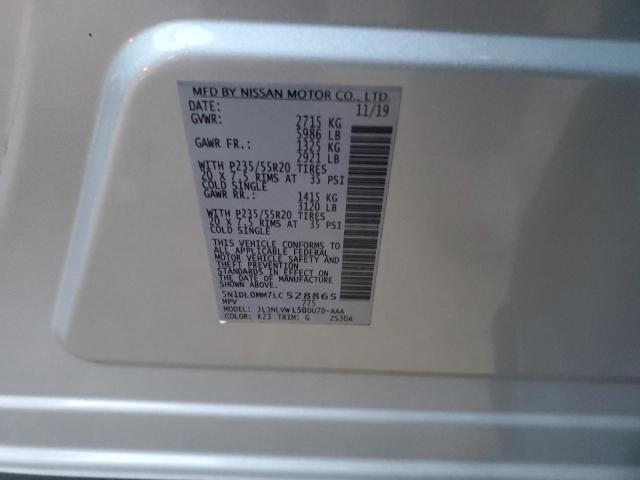 MFD BY NISSAN MOTOR CO., LTD.
DATE: 11/19
GVWR: 2715 KG
5986 LB
GAWR FR.: 1325 KG
2921 LB
WITH P235/55R20 TIRES
20 X 7.5 RIMS AT 35 PSI
COLD SINGLE
GAWR RR.: 1415 KG
3120 LB
WITH P235/55R20 TIRES
20 X 7.5 RIMS AT 35 PSI
COLD SINGLE
THIS VEHICLE CONFORMS TO
ALL APPLICABLE FEDERAL
MOTOR VEHICLE SAFETY AND
THEFT PREVENTION
STANDARDS IN EFFECT ON
THE DATE OF MANUFACTURE
SHOWN ABOVE.
5N1DL0MM7LC528865
MPV 775
MODEL: JLJNLVWL50DU7D-AAA
COLOR: K23 TRIM: G 2S30A